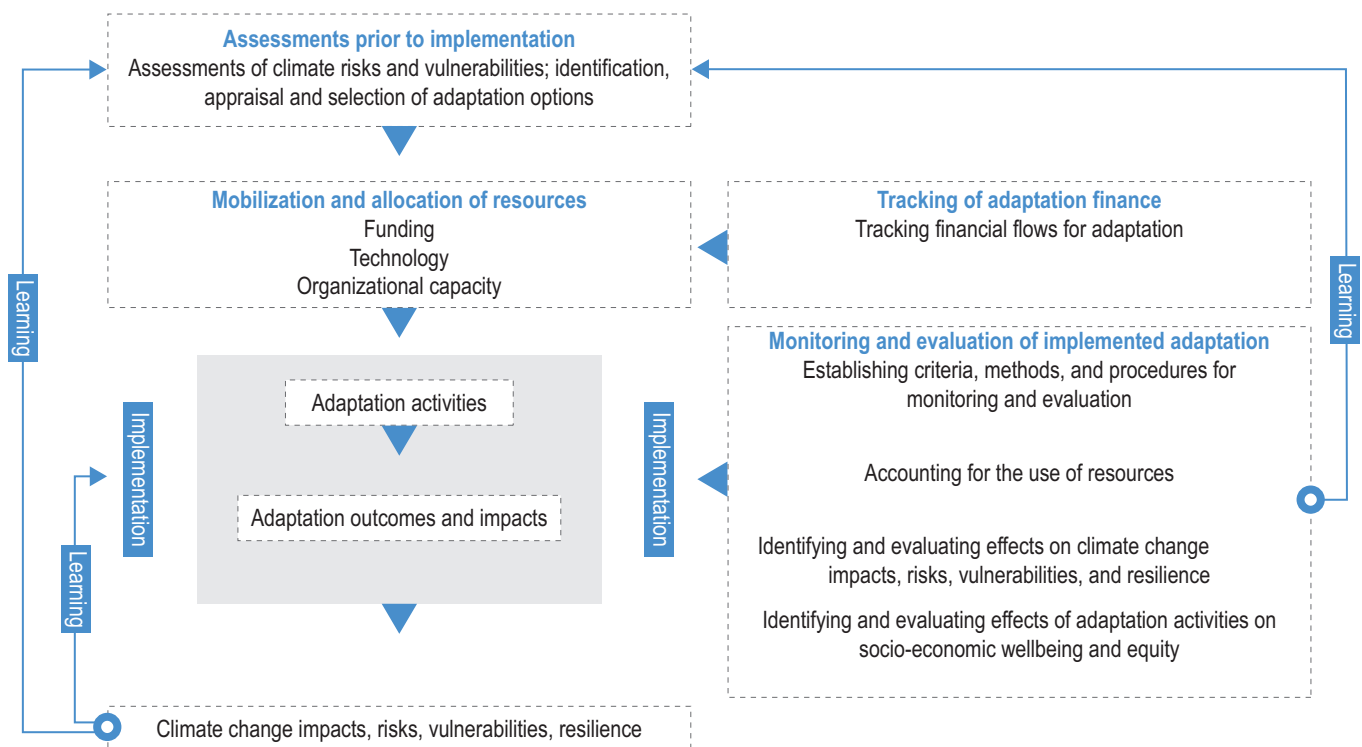 Assessments prior to implementation
Assessments of climate risks and vulnerabilities; identification,
appraisal and selection of adaptation options
Mobilization and allocation of resources
Funding
Technology
Organizational capacity
Tracking of adaptation finance
Tracking financial flows for adaptation
Learning
Learning
Monitoring and evaluation of implemented adaptation
Establishing criteria, methods, and procedures for
monitoring and evaluation
Accounting for the use of resources
Identifying and evaluating effects on climate change
impacts, risks, vulnerabilities, and resilience
Identifying and evaluating effects of adaptation activities on
socio-economic wellbeing and equity
Implementation
Adaptation activities
Adaptation outcomes and impacts
Implementation
Learning
Climate change impacts, risks, vulnerabilities, resilience